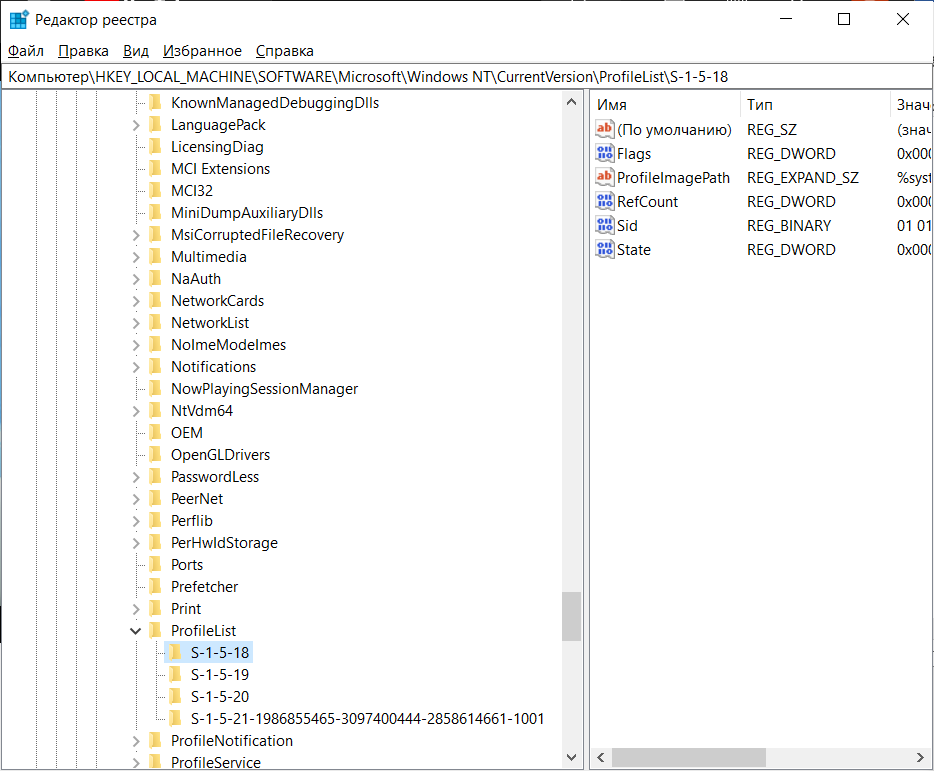 Редактор реестра
Файл Правка Вид Избранное Справка
Компьютер\HKEY_LOCAL_MACHINE\SOFTWARE\Microsoft\Windows NT\CurrentVersion\ProfileList\S-1-5-18
KnownManagedDebuggingDlls
LanguagePack
LicensingDiag
MCI Extensions
MCI32
MiniDumpAuxiliaryDlls
MsiCorruptedFileRecovery
Multimedia
NaAuth
NetworkCards
NetworkList
NoImeModeImes
Notifications
NowPlayingSessionManager
NtVdm64
OEM
OpenGLDrivers
PasswordLess
PeerNet
Perflib
PerHwIdStorage
Ports
Prefetcher
Print
ProfileList
S-1-5-18
S-1-5-19
S-1-5-20
S-1-5-21-1986855465-3097400444-2858614661-1001
ProfileNotification
ProfileService
Имя Тип Знач
(По умолчанию) REG_SZ (знач
Flags REG_DWORD 0x000
ProfileImagePath REG_EXPAND_SZ %syst
RefCount REG_DWORD 0x000
Sid REG_BINARY 01 01
State REG_DWORD 0x000